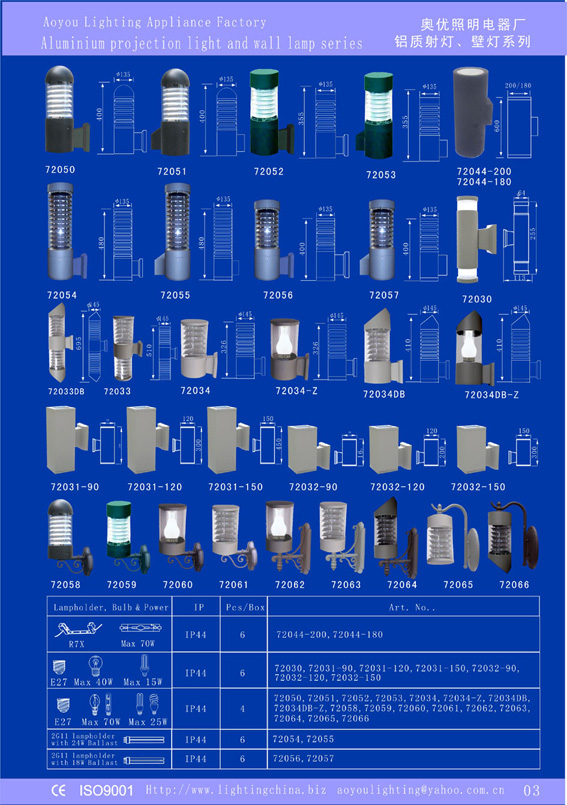 Aoyou Lighting Appliance Factory
Aluminium projection light and wall lamp series
奥优照明电器厂
铝质射灯、壁灯系列
φ135 φ135 φ135 φ135 200/180
400 400 355 355 600
72050 72051 72052 72053 72044-200
72044-180
φ135 φ135 φ135 φ135
480 480 400 400 255
113
72054 72055 72056 72057 72030
φ145 φ145 φ145 φ145 φ145 φ145
695 510 326 326 410 410
72033DB 72033 72034 72034-Z 72034DB 72034DB-Z
120 150 120 150
300 450 200 300
72031-90 72031-120 72031-150 72032-90 72032-120 72032-150
72058 72059 72060 72061 72062 72063 72064 72065 72066
Lampholder, Bulb & Power IP Pcs/Box Art. No..
R7X Max 70W IP44 6 72044-200,72044-180
E27 Max 40W Max 15W IP44 6 72030,72031-90,72031-120,72031-150,72032-90,
72032-120,72032-150
E27 Max 70W Max 25W IP44 4 72050,72051,72052,72053,72034,72034-Z,72034DB,
72034DB-Z,72058,72059,72060,72061,72062,72063,
72064,72065,72066
2G11 lampholder
with 24W Ballast IP44 6 72054,72055
2G11 lampholder
with 18W Ballast IP44 6 72056,72057
CE ISO9001 Http://www.lightingchina.biz aoyoulighting@yahoo.com.cn 03